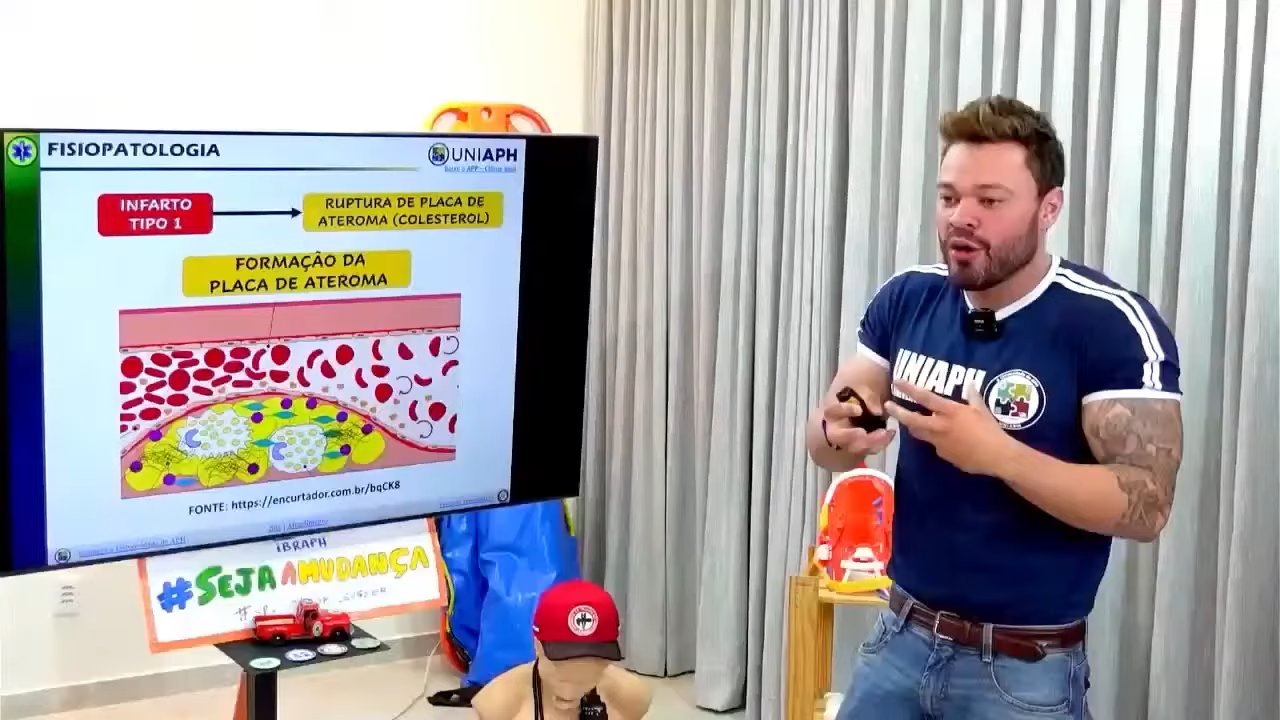 FISIOPATOLOGIA
UNIAPH
INFARTO
TIPO 1
RUPTURA DE PLACA DE
ATEROMA (COLESTEROL)
FORMAÇÃO DA
PLACA DE ATEROMA
FONTE: https://encurtador.com.br/bqCK8
IBRAPH
#SEJA A MUDANÇA
UNIAPH